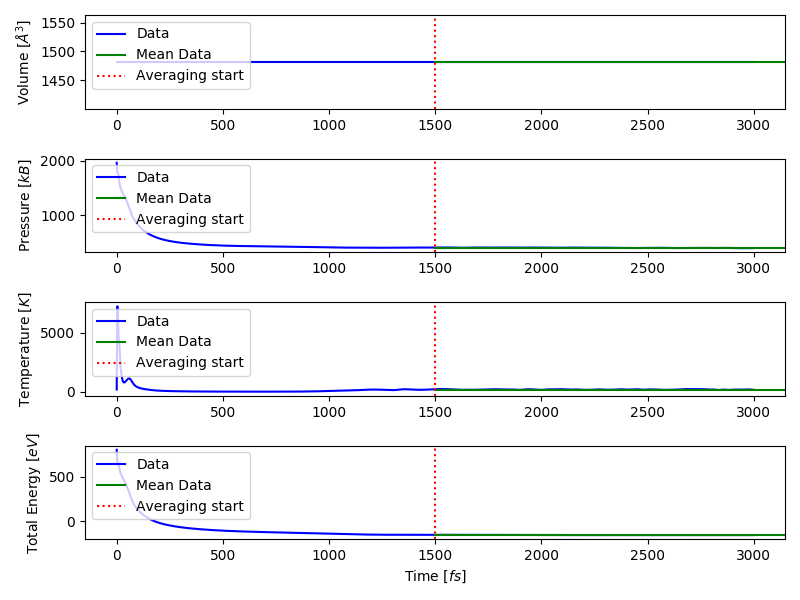 Volume [Å³]
1550
1500
1450
Data
Mean Data
Averaging start
0 500 1000 1500 2000 2500 3000
Pressure [kB]
2000
1000
Data
Mean Data
Averaging start
0 500 1000 1500 2000 2500 3000
Temperature [K]
5000
0
Data
Mean Data
Averaging start
0 500 1000 1500 2000 2500 3000
Total Energy [eV]
500
0
Data
Mean Data
Averaging start
0 500 1000 1500 2000 2500 3000
Time [fs]